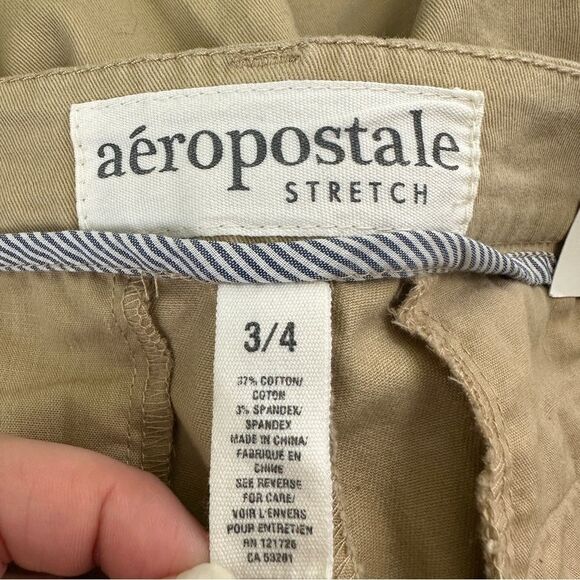 aéropostale
STRETCH
3/4
97% COTTON/
COTON
3% SPANDEX/
SPANDEX
MADE IN CHINA/
FABRIQUÉ EN
CHINE
SEE REVERSE
FOR CARE/
VOIR L'ENVERS
POUR ENTRETIEN
RN 121726
CA 53281